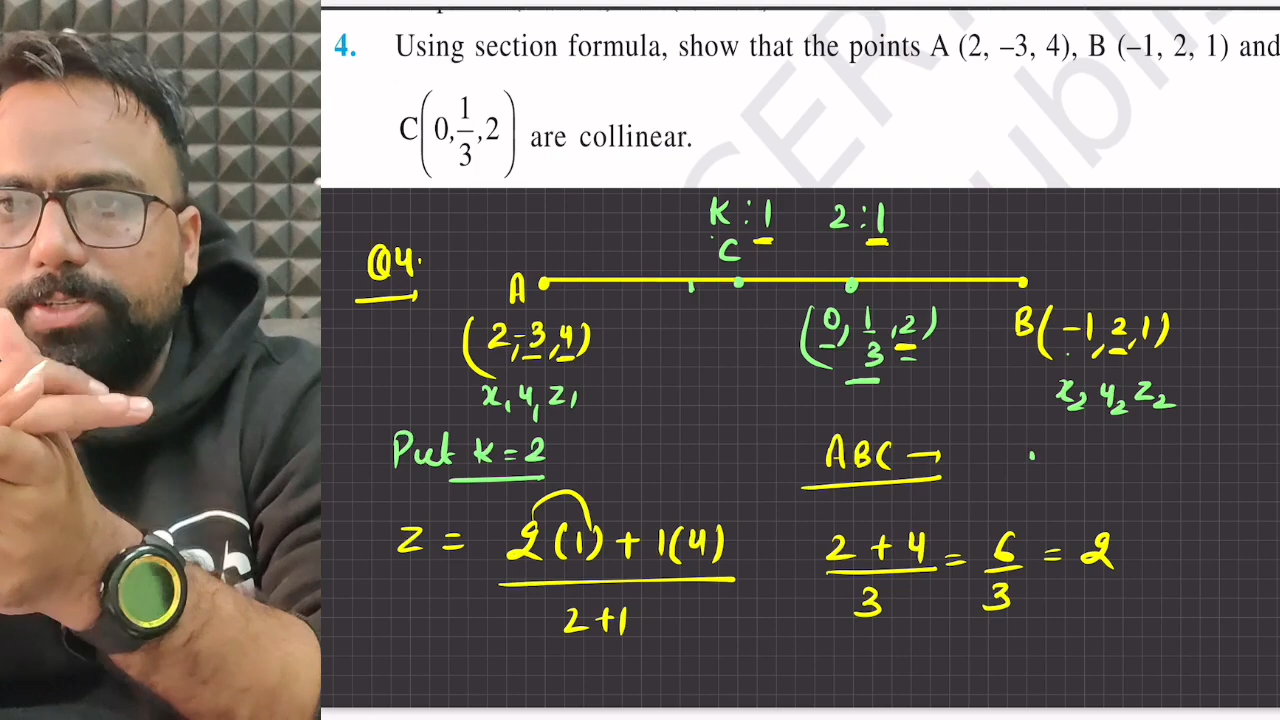 4. Using section formula, show that the points A (2, –3, 4), B (–1, 2, 1) and
C(0, 1/3, 2) are collinear.
K : 1 2 : 1
Q4. C
A
(2, -3, 4) (0, 1/3, 2) B(-1, 2, 1)
x₁ y₁ z₁ x₂ y₂ z₂
Put K = 2 ABC →
z = 2(1) + 1(4) / 2+1 2 + 4 / 3 = 6/3 = 2